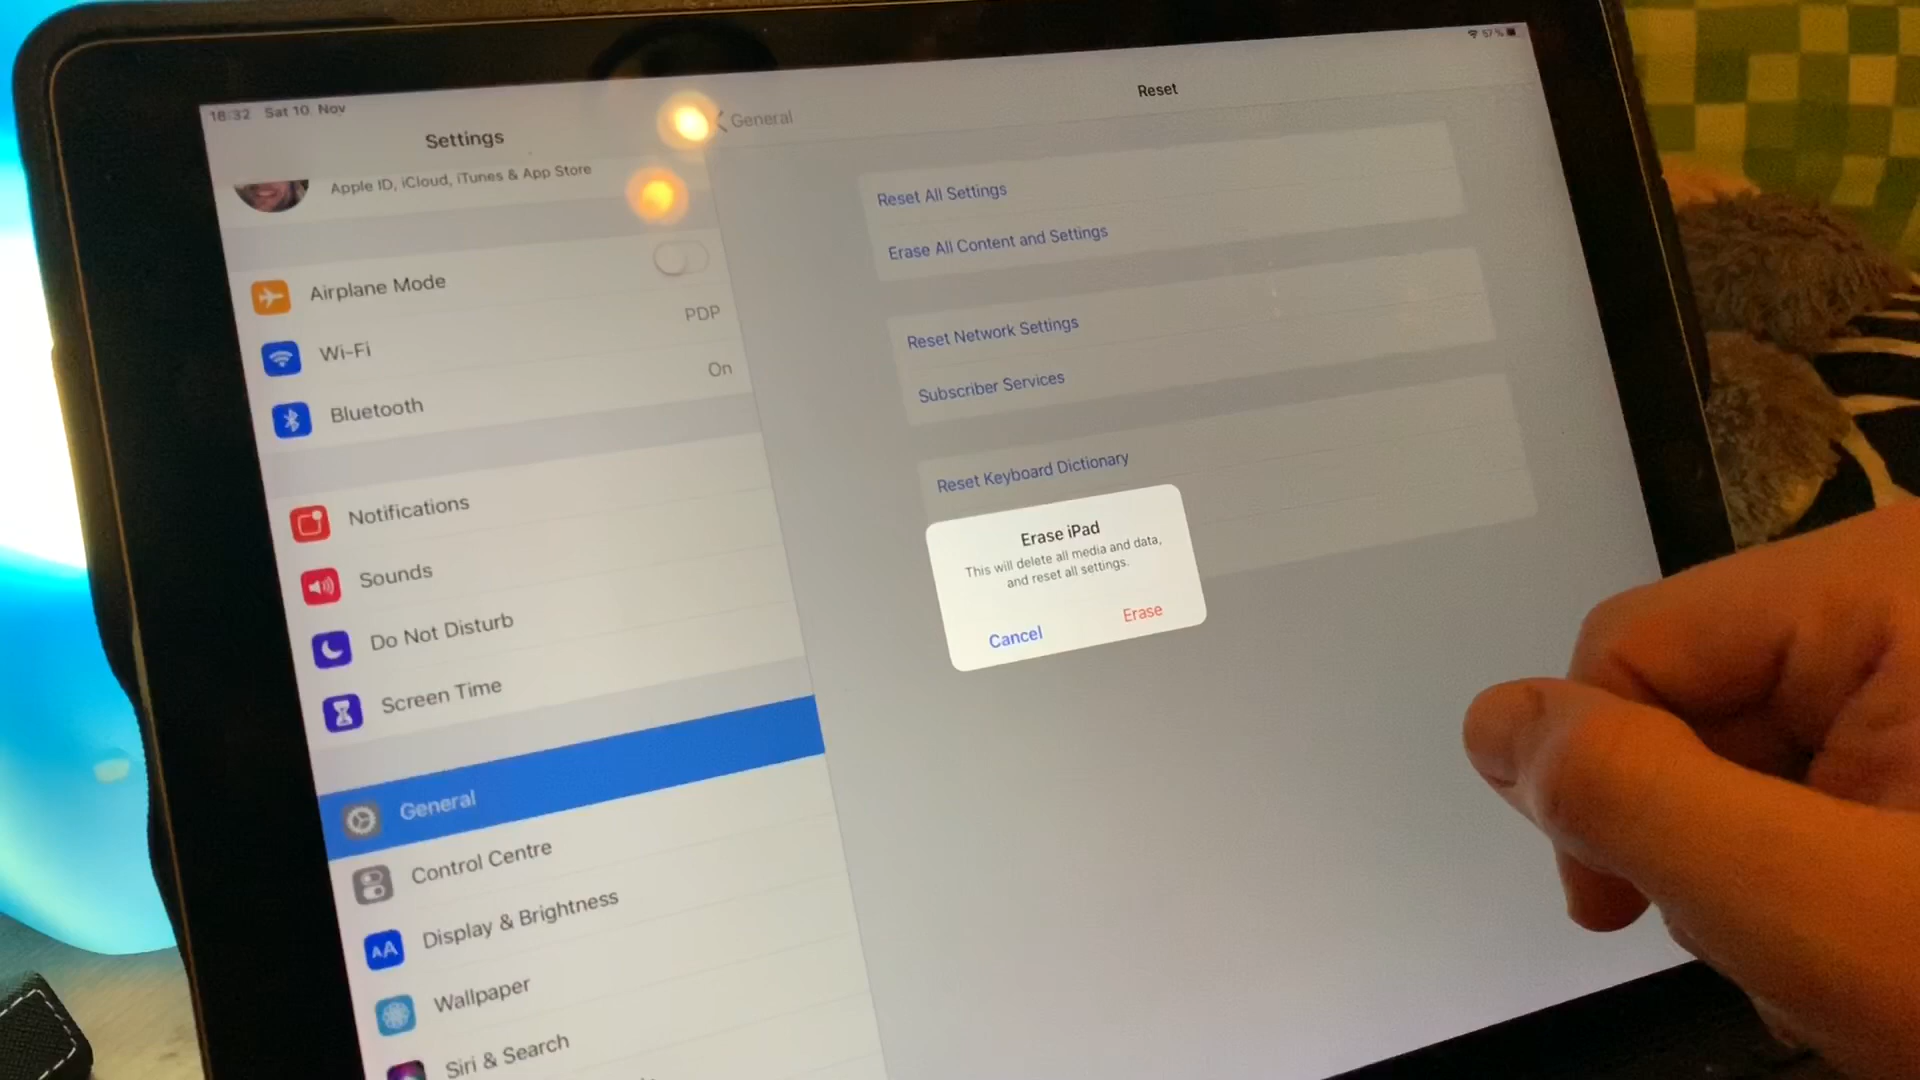 18:32 Sat 10. Nov
57%
Settings
Apple ID, iCloud, iTunes & App Store
Airplane Mode
Wi-Fi PDP
Bluetooth On
Notifications
Sounds
Do Not Disturb
Screen Time
General
Control Centre
AA Display & Brightness
Wallpaper
Siri & Search
General
Reset
Reset All Settings
Erase All Content and Settings
Reset Network Settings
Subscriber Services
Reset Keyboard Dictionary
Erase iPad
This will delete all media and data,
and reset all settings.
Cancel Erase